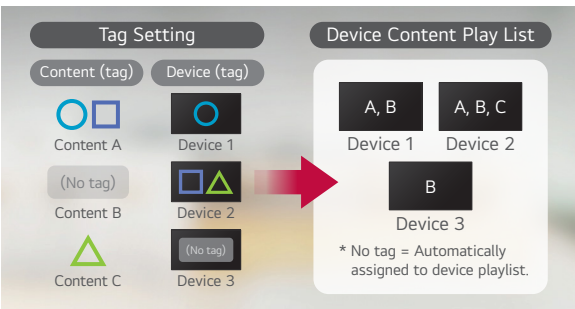 Tag Setting
Content (tag)
Device (tag)
Content A
Device 1
(No tag)
Content B
Device 2
Content C
(No tag)
Device 3
Device Content Play List
A, B
Device 1
A, B, C
Device 2
B
Device 3
* No tag = Automatically
assigned to device playlist.